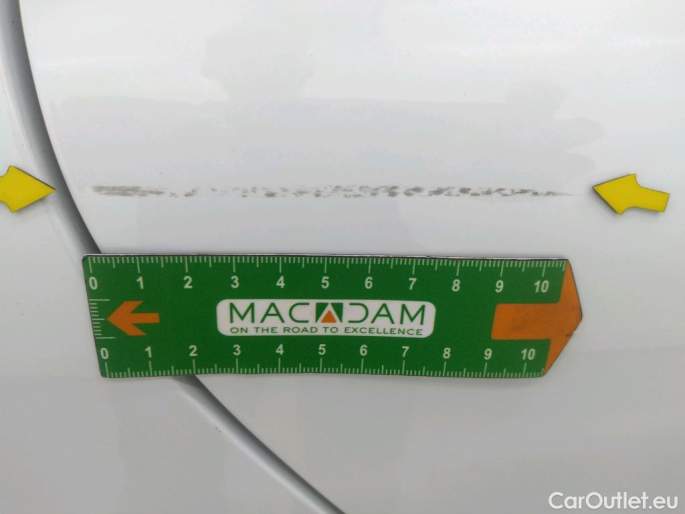 0 1 2 3 4 5 6 7 8 9 10
0
MACADAM
ON THE ROAD TO EXCELLENCE
0 1 2 3 4 5 6 7 8 9 10
CarOutlet.eu